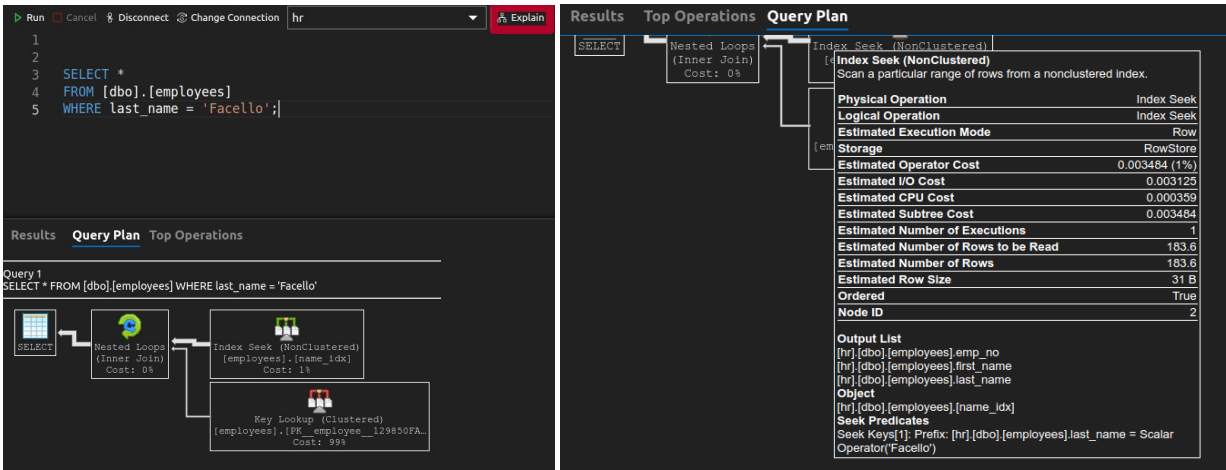 Run Cancel Disconnect Change Connection hr Explain
1
2
3 SELECT *
4 FROM [dbo].[employees]
5 WHERE last_name = 'Facello';
Results Query Plan Top Operations
Query 1
SELECT * FROM [dbo].[employees] WHERE last_name = 'Facello'
SELECT
Nested Loops
(Inner Join)
Cost: 0%
Index Seek (NonClustered)
[employees].[name_idx]
Cost: 1%
Key Lookup (Clustered)
[employees].[PK__employee__129850FA…
Cost: 99%
Results Top Operations Query Plan
SELECT
Nested Loops
(Inner Join)
Cost: 0%
Index Seek (NonClustered)
[e
[em
Index Seek (NonClustered)
Scan a particular range of rows from a nonclustered index.
Physical Operation Index Seek
Logical Operation Index Seek
Estimated Execution Mode Row
Storage RowStore
Estimated Operator Cost 0.003484 (1%)
Estimated I/O Cost 0.003125
Estimated CPU Cost 0.000359
Estimated Subtree Cost 0.003484
Estimated Number of Executions 1
Estimated Number of Rows to be Read 183.6
Estimated Number of Rows 183.6
Estimated Row Size 31 B
Ordered True
Node ID 2
Output List
[hr].[dbo].[employees].emp_no
[hr].[dbo].[employees].first_name
[hr].[dbo].[employees].last_name
Object
[hr].[dbo].[employees].[name_idx]
Seek Predicates
Seek Keys[1]: Prefix: [hr].[dbo].[employees].last_name = Scalar
Operator('Facello')